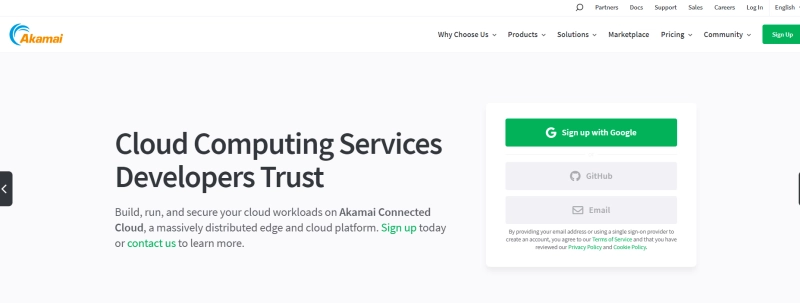 Partners Docs Support Sales Careers Log In English
Akamai
Why Choose Us Products Solutions Marketplace Pricing Community Sign Up
Cloud Computing Services
Developers Trust
Build, run, and secure your cloud workloads on Akamai Connected
Cloud, a massively distributed edge and cloud platform. Sign up today
or contact us to learn more.
Sign up with Google
GitHub
Email
By providing your email address or using a single sign-on provider to
create an account, you agree to our Terms of Service and that you have
reviewed our Privacy Policy and Cookie Policy.